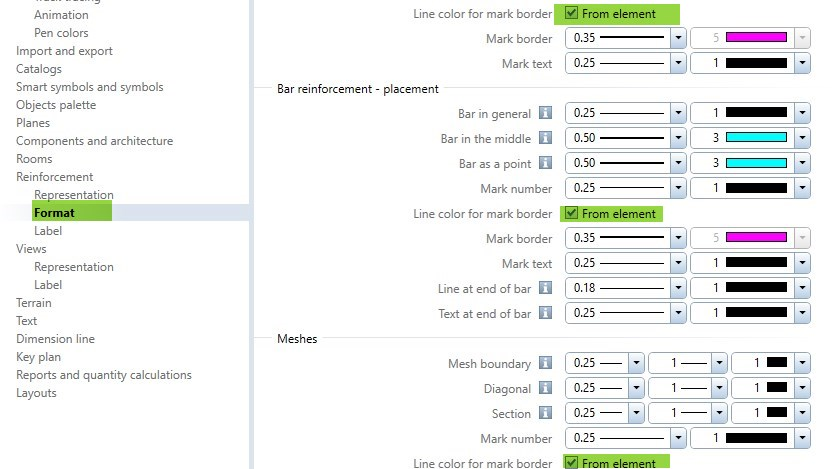 Animation
Pen colors
Import and export
Catalogs
Smart symbols and symbols
Objects palette
Planes
Components and architecture
Rooms
Reinforcement
Representation
Format
Label
Views
Representation
Label
Terrain
Text
Dimension line
Key plan
Reports and quantity calculations
Layouts
Line color for mark border From element
Mark border 0.35 5
Mark text 0.25 1
Bar reinforcement - placement
Bar in general 0.25 1
Bar in the middle 0.50 3
Bar as a point 0.50 3
Mark number 0.25 1
Line color for mark border From element
Mark border 0.35 5
Mark text 0.25 1
Line at end of bar 0.18 1
Text at end of bar 0.25 1
Meshes
Mesh boundary 0.25 1 1
Diagonal 0.25 1 1
Section 0.25 1 1
Mark number 0.25 1
Line color for mark border From element